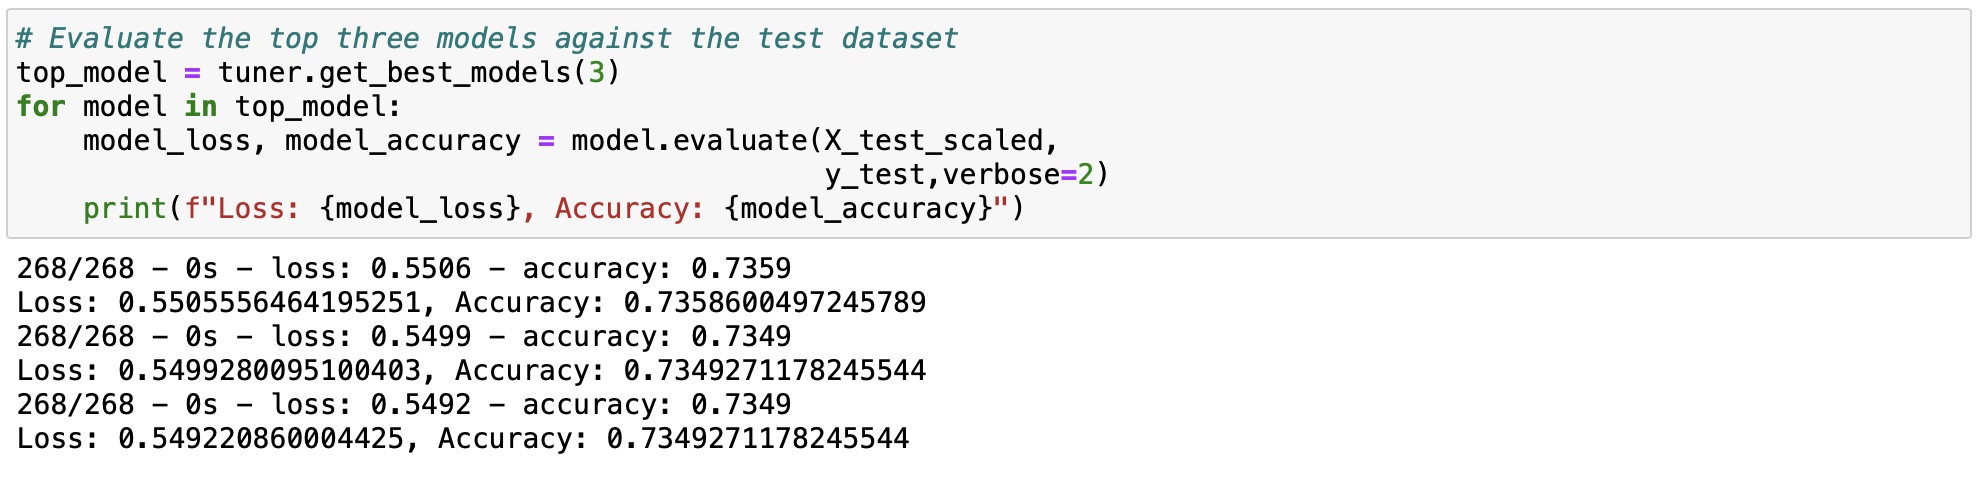 # Evaluate the top three models against the test dataset
top_model = tuner.get_best_models(3)
for model in top_model:
    model_loss, model_accuracy = model.evaluate(X_test_scaled,
                                                y_test,verbose=2)
    print(f"Loss: {model_loss}, Accuracy: {model_accuracy}")
268/268 - 0s - loss: 0.5506 - accuracy: 0.7359
Loss: 0.5505556464195251, Accuracy: 0.7358600497245789
268/268 - 0s - loss: 0.5499 - accuracy: 0.7349
Loss: 0.5499280095100403, Accuracy: 0.7349271178245544
268/268 - 0s - loss: 0.5492 - accuracy: 0.7349
Loss: 0.549220860004425, Accuracy: 0.7349271178245544